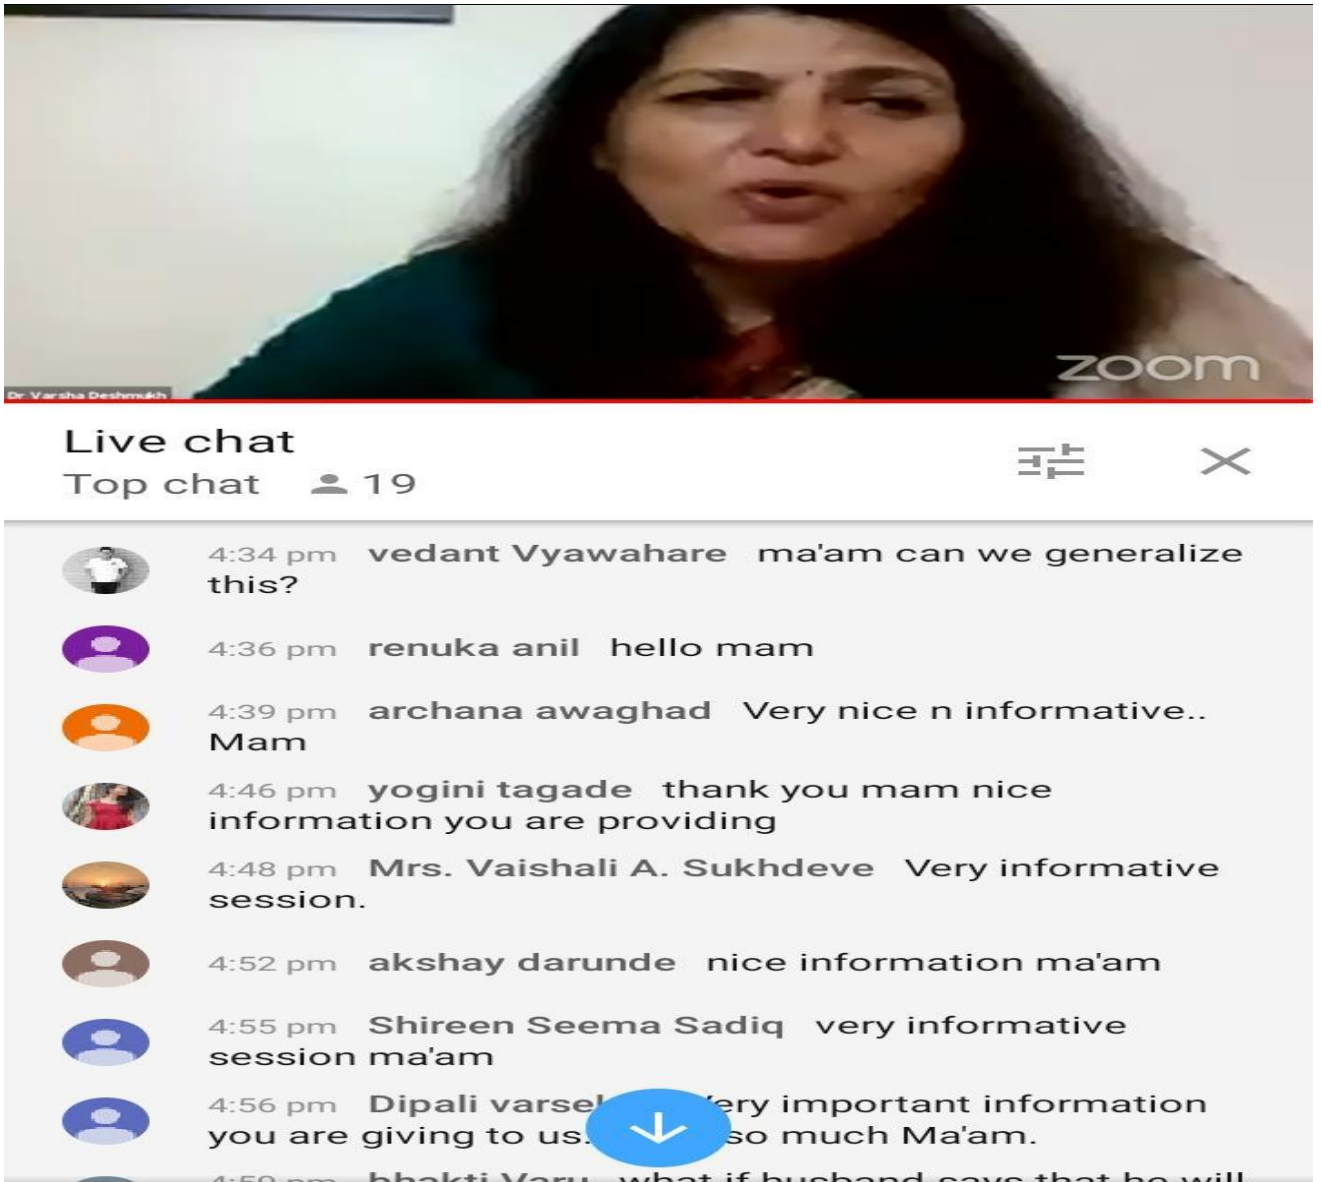 Dr Varsha Deshmukh
zoom
Live chat
Top chat 19
4:34 pm vedant Vyawahare ma'am can we generalize
this?
4:36 pm renuka anil hello mam
4:39 pm archana awaghad Very nice n informative..
Mam
4:46 pm yogini tagade thank you mam nice
information you are providing
4:48 pm Mrs. Vaishali A. Sukhdeve Very informative
session.
4:52 pm akshay darunde nice information ma'am
4:55 pm Shireen Seema Sadiq very informative
session ma'am
4:56 pm Dipali important information
you are giving to us. so much Ma'am.
4:59 pm bhakti what if husband says that he will